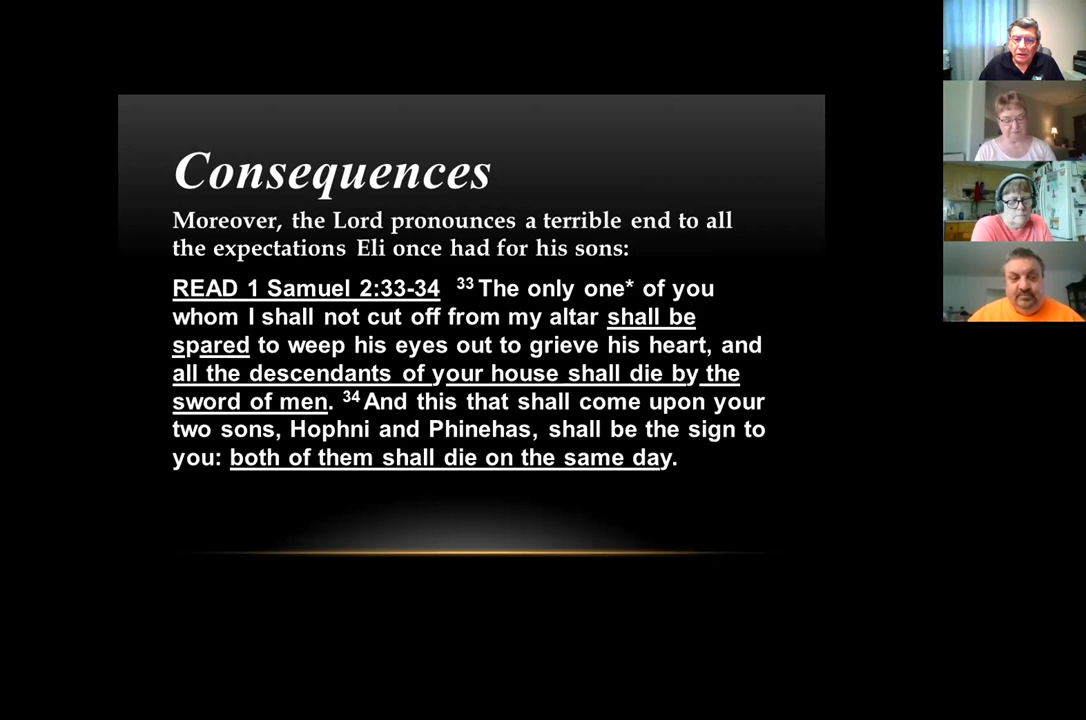 Consequences
Moreover, the Lord pronounces a terrible end to all
the expectations Eli once had for his sons:
READ 1 Samuel 2:33-34 33 The only one* of you
whom I shall not cut off from my altar shall be
spared to weep his eyes out to grieve his heart, and
all the descendants of your house shall die by the
sword of men. 34 And this that shall come upon your
two sons, Hophni and Phinehas, shall be the sign to
you: both of them shall die on the same day.